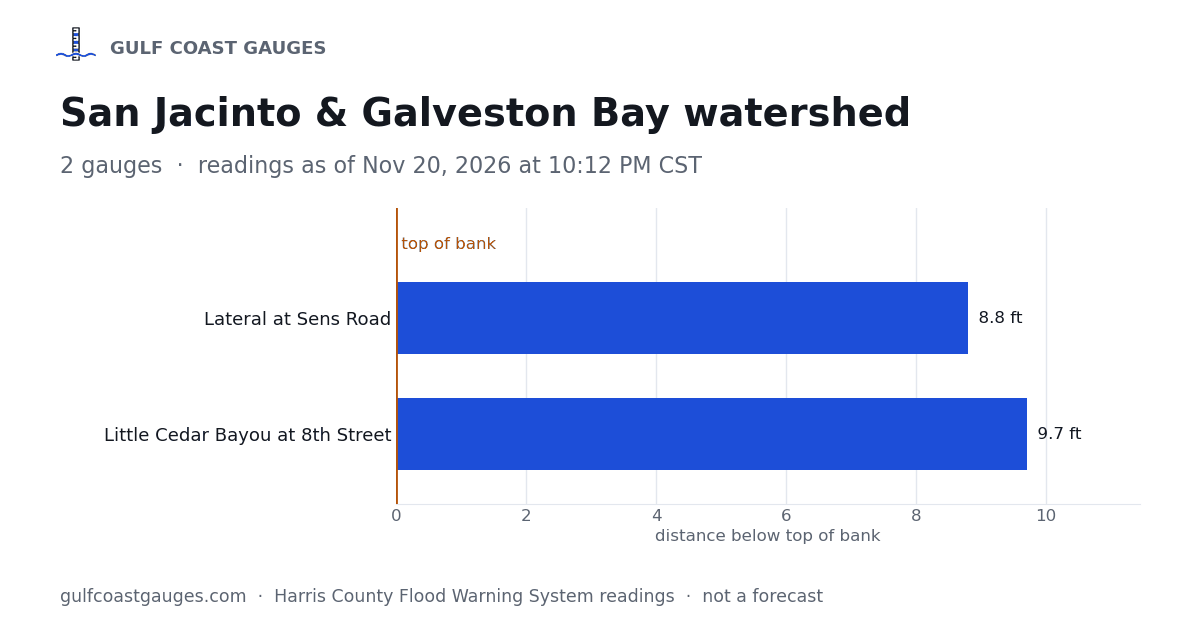 GULF COAST GAUGES
San Jacinto & Galveston Bay watershed
2 gauges · readings as of Nov 20, 2026 at 10:12 PM CST
top of bank
Lateral at Sens Road
8.8 ft
Little Cedar Bayou at 8th Street
9.7 ft
0 2 4 6 8 10
distance below top of bank
gulfcoastgauges.com · Harris County Flood Warning System readings · not a forecast